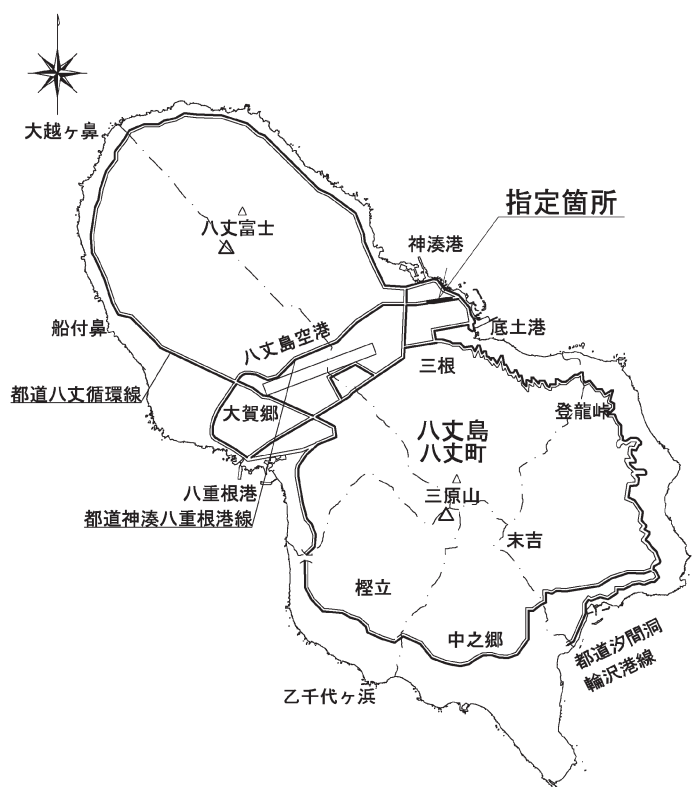 大越ヶ鼻
指定箇所
八丈富士
神湊港
船付鼻
八丈島空港
底土港
三根
都道八丈循環線
大賀郷
登龍峠
八丈島
八丈町
八重根港
三原山
都道神湊八重根港線
末吉
樫立
中之郷
都道汐間洞
輪沢港線
乙千代ヶ浜